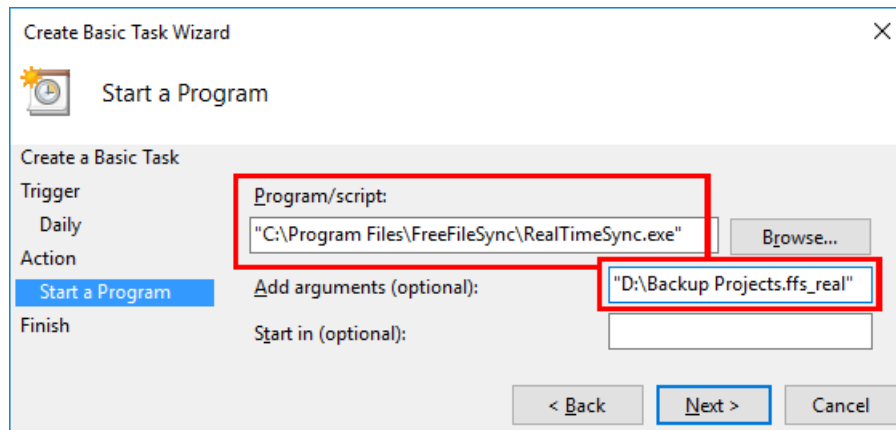 Create Basic Task Wizard
Start a Program
Create a Basic Task
Trigger
Daily
Action
Start a Program
Finish
Program/script:
"C:\Program Files\FreeFileSync\RealTimeSync.exe"
Browse...
Add arguments (optional):
"D:\Backup Projects.ffs_real"
Start in (optional):
< Back
Next >
Cancel